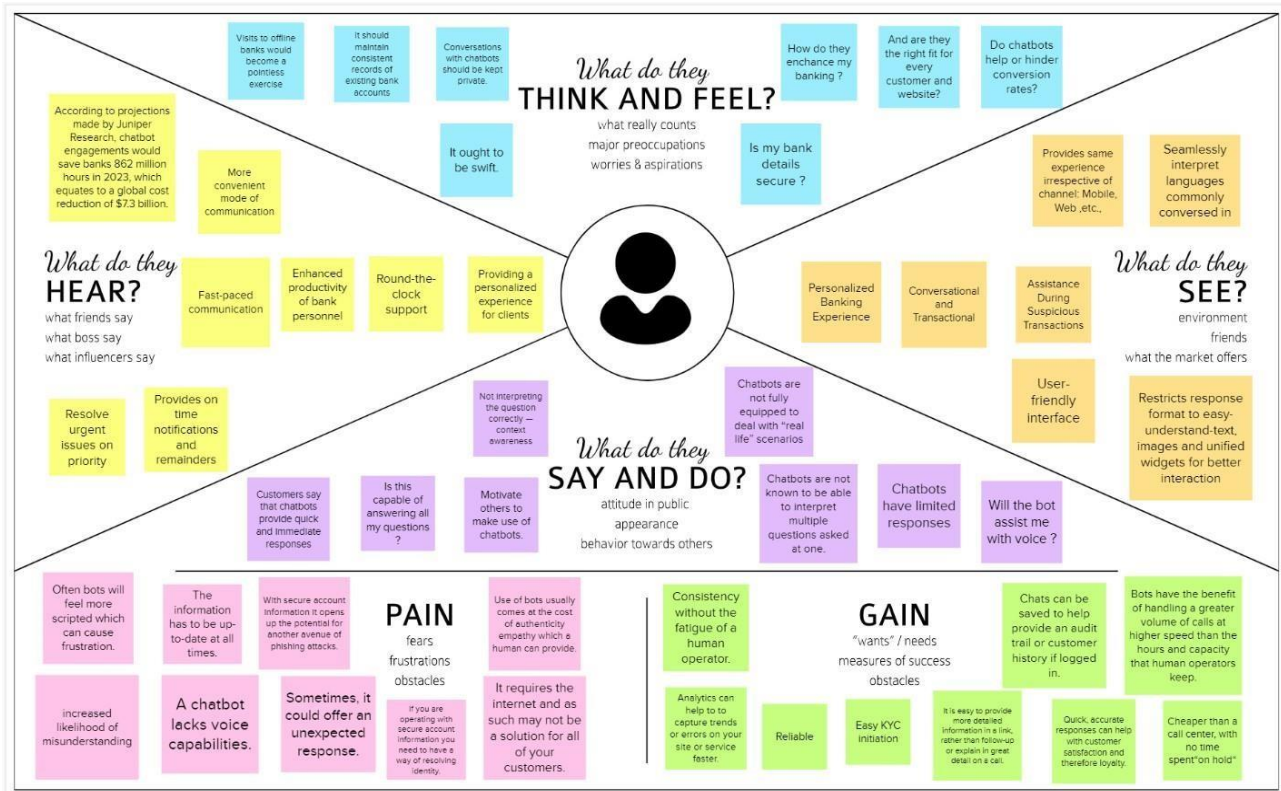 Visits to offline
banks would
become a
pointless
exercise
It should
maintain
consistent
records of
existing bank
accounts
Conversations
with chatbots
should be kept
private.
It ought to
be swift.
What do they
THINK AND FEEL?
what really counts
major preoccupations
worries & aspirations
How do they
enchance my
banking ?
And are they
the right fit for
every
customer and
website?
Do chatbots
help or hinder
conversion
rates?
Is my bank
details
secure ?
According to projections
made by Juniper
Research, chatbot
engagements would
save banks 862 million
hours in 2023, which
equates to a global cost
reduction of $7.3 billion.
More
convenient
mode of
communication
What do they
HEAR?
what friends say
what boss say
what influencers say
Fast-paced
communication
Enhanced
productivity
of bank
personnel
Round-the-
clock
support
Providing a
personalized
experience
for clients
Resolve
urgent
issues on
priority
Provides on
time
notifications
and
remainders
Provides same
experience
irrespective of
channel: Mobile,
Web ,etc.,
Seamlessly
interpret
languages
commonly
conversed in
Personalized
Banking
Experience
Conversational
and
Transactional
Assistance
During
Suspicious
Transactions
What do they
SEE?
environment
friends
what the market offers
User-
friendly
interface
Restricts response
format to easy-
understand-text,
images and unified
widgets for better
interaction
Not interpreting
the question
correctly —
context
awareness
Chatbots are
not fully
equipped to
deal with "real
life" scenarios
What do they
SAY AND DO?
attitude in public
appearance
behavior towards others
Customers say
that chatbots
provide quick
and immediate
responses
Is this
capable of
answering all
my questions
?
Motivate
others to
make use of
chatbots.
Chatbots are not
known to be able
to interpret
multiple
questions asked
at one.
Chatbots
have limited
responses
Will the bot
assist me
with voice ?
Often bots will
feel more
scripted which
can cause
frustration.
The
information
has to be up-
to-date at all
times.
With secure account
information it opens
up the potential for
another avenue of
phishing attacks.
PAIN
fears
frustrations
obstacles
Use of bots usually
comes at the cost
of authenticity
empathy which a
human can provide.
increased
likelihood of
misunderstanding
A chatbot
lacks voice
capabilities.
Sometimes, it
could offer an
unexpected
response.
If you are
operating with
secure account
information you
need to have a
way of resolving
identity.
It requires the
internet and as
such may not be
a solution for all
of your
customers.
Consistency
without the
fatigue of a
human
operator.
GAIN
"wants" / needs
measures of success
obstacles
Chats can be
saved to help
provide an audit
trail or customer
history if logged
in.
Bots have the benefit
of handling a greater
volume of calls at
higher speed than the
hours and capacity
that human operators
keep.
Analytics can
help to to
capture trends
or errors on your
site or service
faster.
Reliable
Easy KYC
initiation
It is easy to provide
more detailed
information in a link,
rather than follow-up
or explain in great
detail on a call.
Quick, accurate
responses can help
with customer
satisfaction and
therefore loyalty.
Cheaper than a
call center, with
no time
spent"on hold"